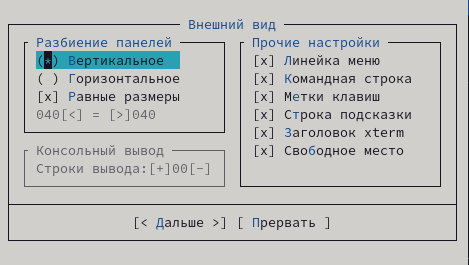 Внешний вид
Разбиение панелей
(*) Вертикальное
( ) Горизонтальное
[x] Равные размеры
040[<] = [>]040
Консольный вывод
Строки вывода:[+]00[-]
Прочие настройки
[x] Линейка меню
[x] Командная строка
[x] Метки клавиш
[x] Строка подсказки
[x] Заголовок xterm
[x] Свободное место
[< Дальше >] [ Прервать ]